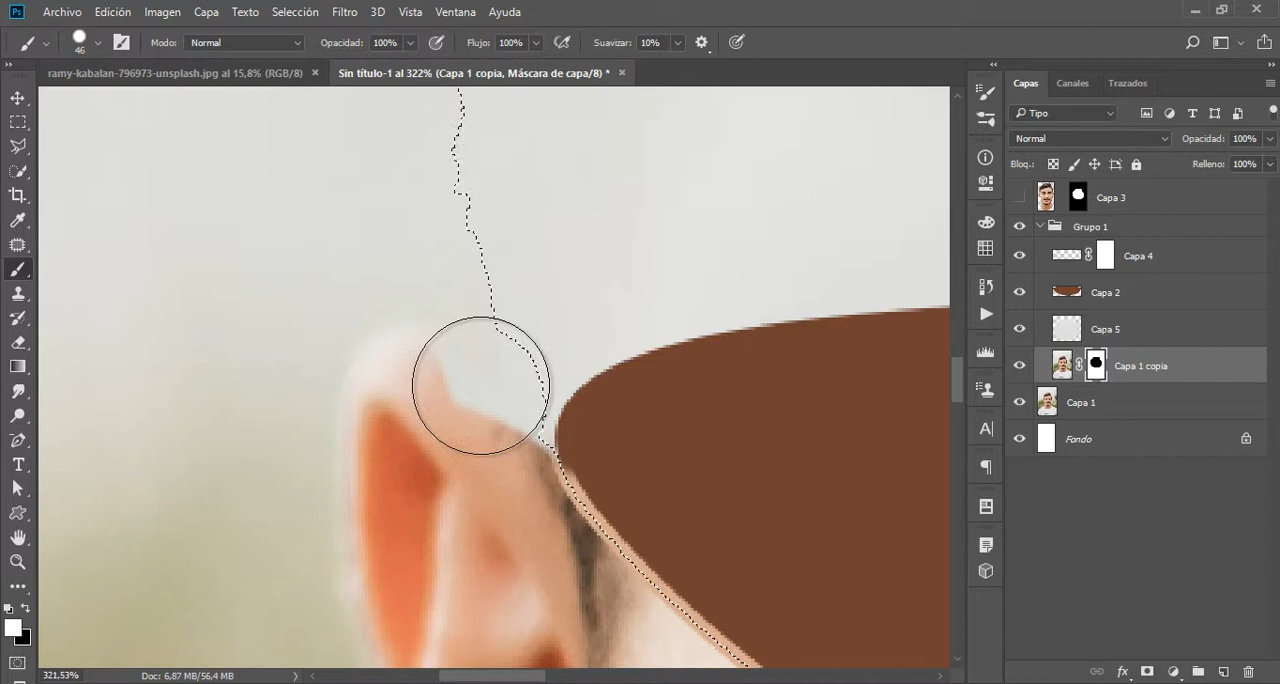 Ps Archivo Edición Imagen Capa Texto Selección Filtro 3D Vista Ventana Ayuda
46 Modo: Normal Opacidad: 100% Flujo: 100% Suavizar: 10%
ramy-kabalan-796973-unsplash.jpg al 15,8% (RGB/8) × Sin título-1 al 322% (Capa 1 copia, Máscara de capa/8) * ×
Capas Canales Trazados
Tipo
Normal Opacidad: 100%
Bloq.: Relleno: 100%
Capa 3
Grupo 1
Capa 4
Capa 2
Capa 5
Capa 1 copia
Capa 1
Fondo
321,53% Doc: 6,87 MB/56,4 MB